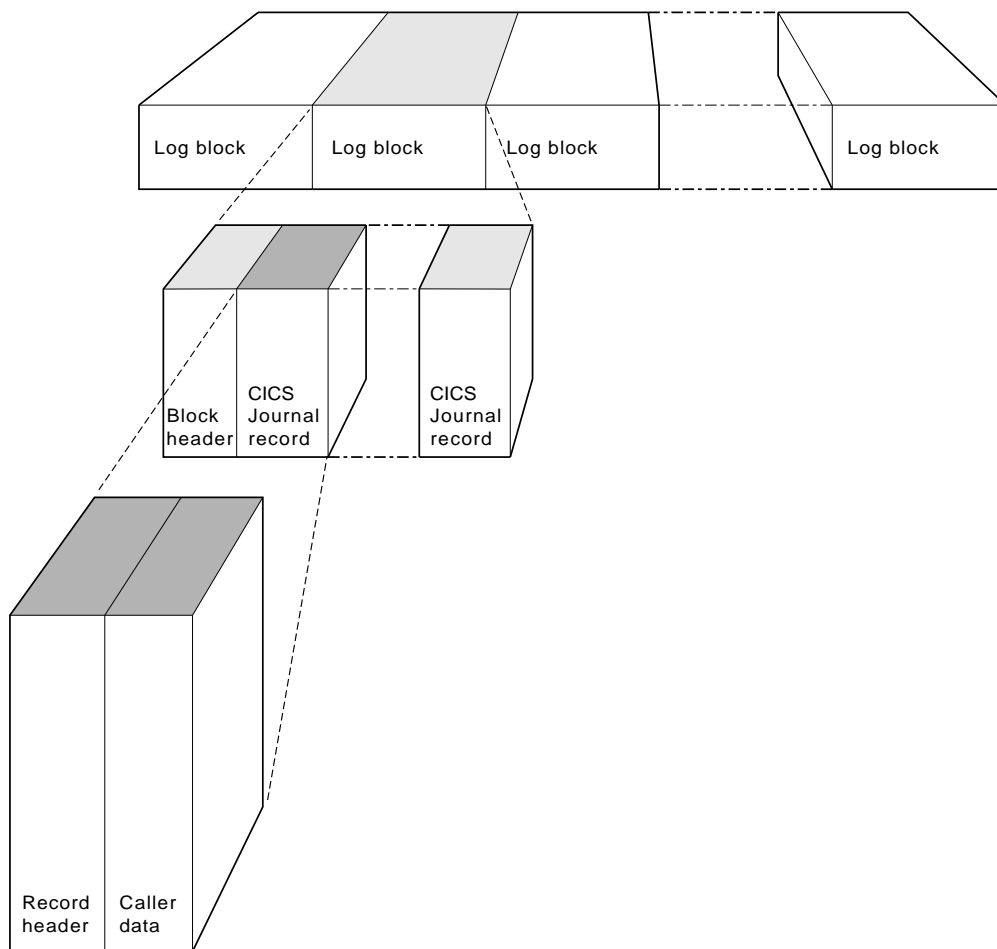 Log block
Log block
Log block
Log block
Block
header
CICS
Journal
record
CICS
Journal
record
Record
header
Caller
data